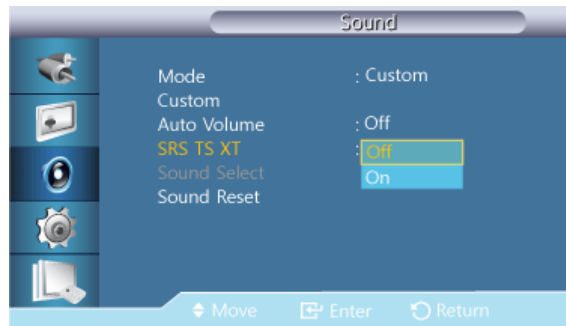 Sound
Mode : Custom
Custom
Auto Volume : Off
SRS TS XT : Off
On
Sound Select
Sound Reset
Move Enter Return